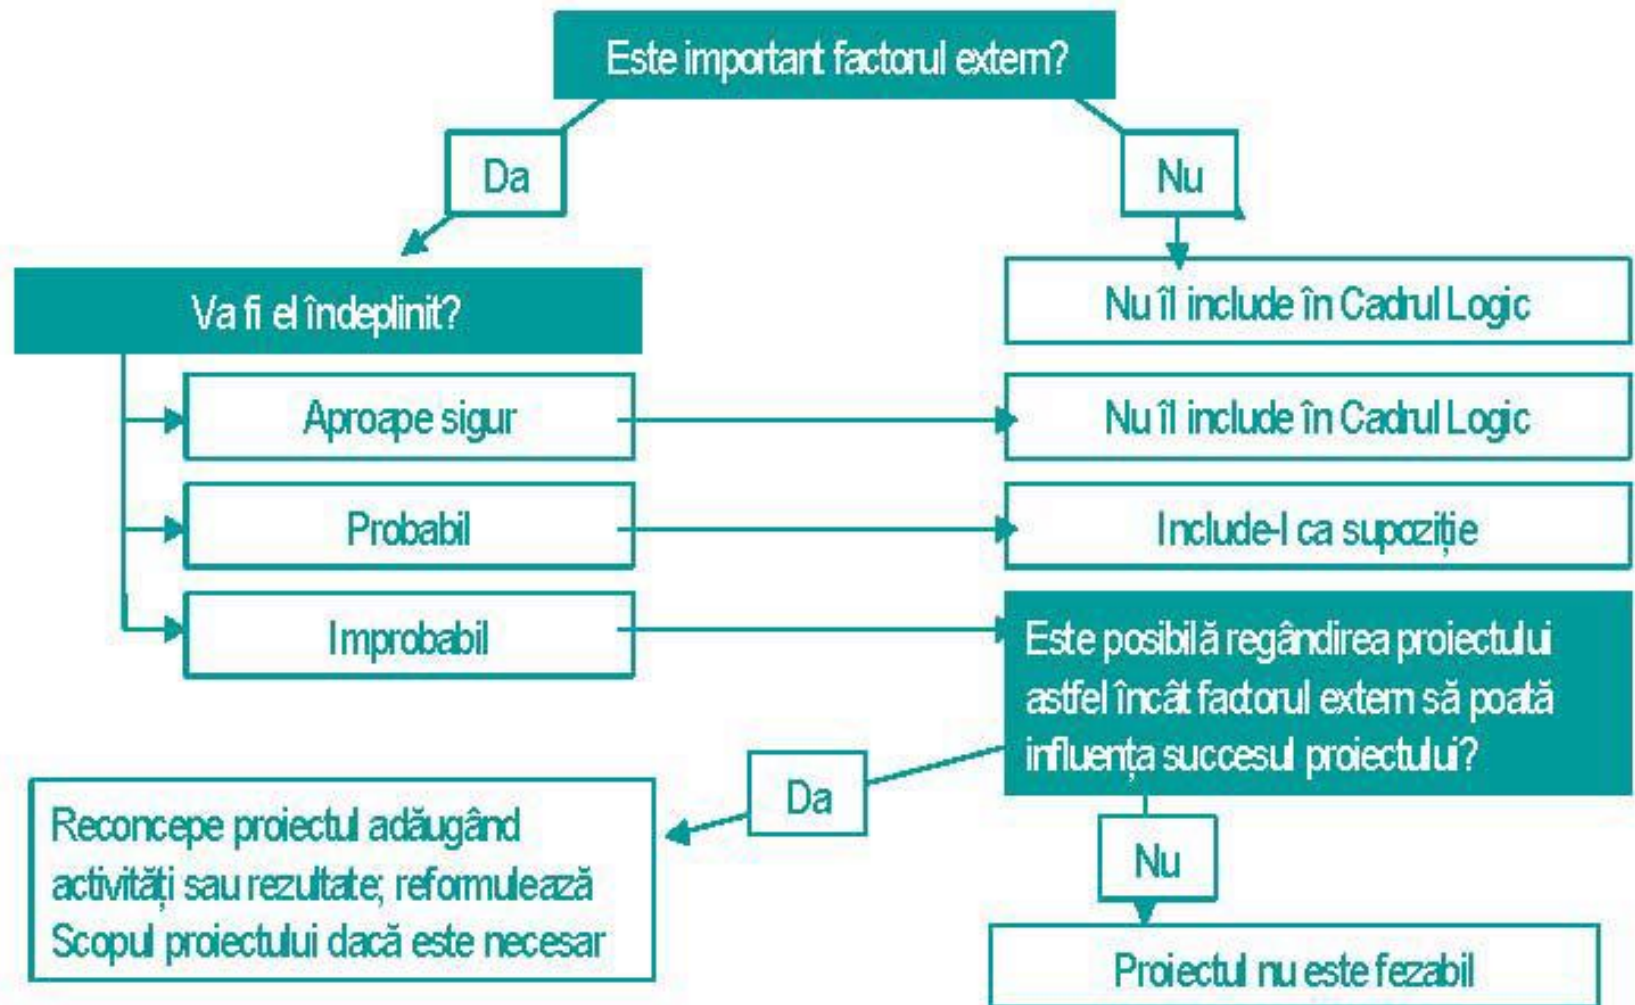 Este important factorul extern?
Da
Nu
Va fi el îndeplinit?
Nu îl include în Cadrul Logic
Aproape sigur
Nu îl include în Cadrul Logic
Probabil
Include-l ca supoziție
Improbabil
Este posibilă regândirea proiectului
astfel încât factorul extern să poată
influența succesul proiectului?
Da
Reconcepe proiectul adăugând
activități sau rezultate; reformulează
Scopul proiectului dacă este necesar
Nu
Proiectul nu este fezabil